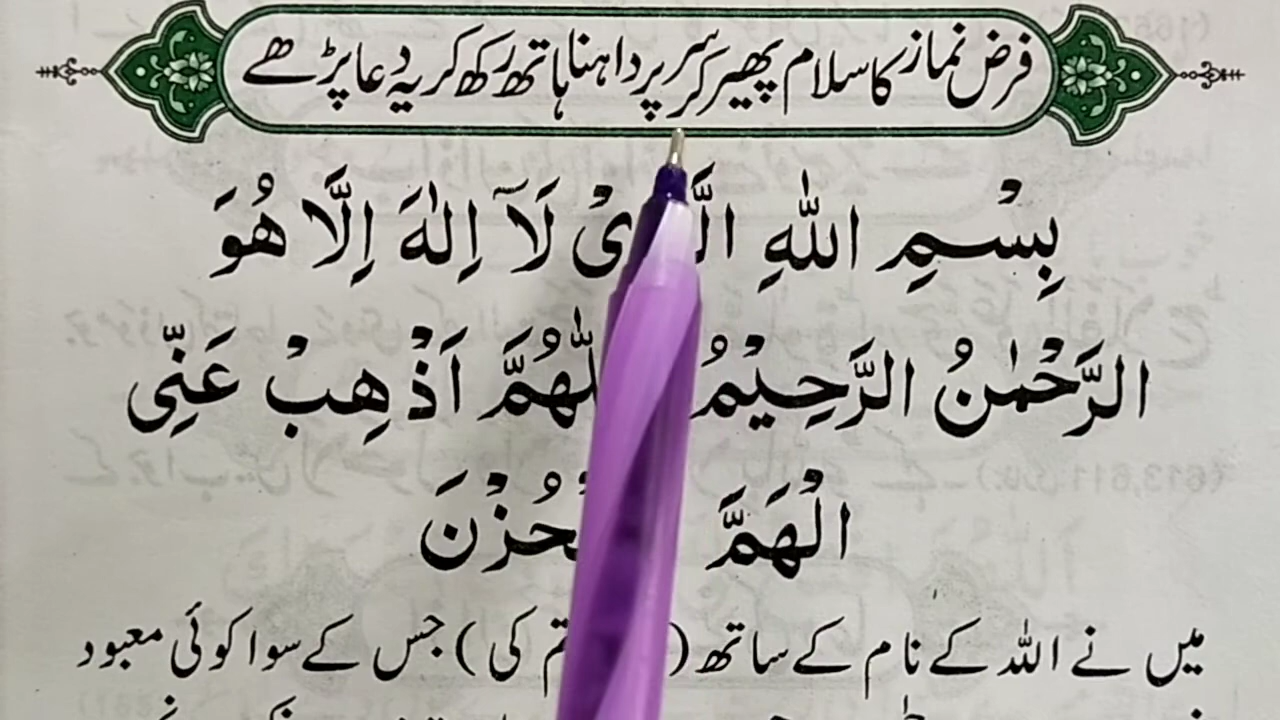 فرض نماز کا سلام پھیر کر سر پر داہنا ہاتھ رکھ کر یہ دعا پڑھے
بِسْمِ اللّٰهِ لَآ اِلٰهَ اِلَّا هُوَ
الرَّحْمٰنُ الرَّحِيْمُ اَذْهِبْ عَنِّی
الْهَمَّ
میں نے اللہ کے نام کے ساتھ ( کی ) جس کے سوا کوئی معبود